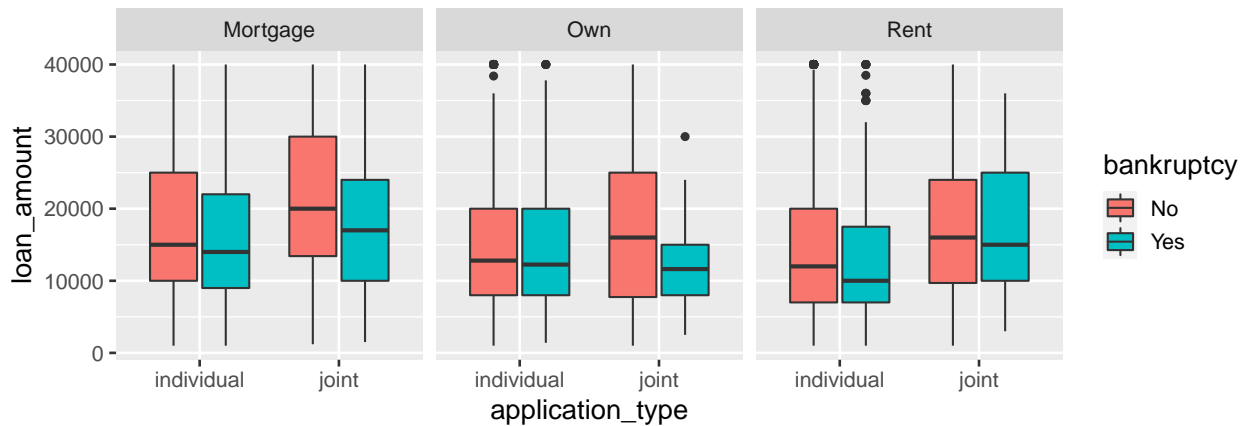 Mortgage
Own
Rent
40000
30000
20000
10000
0
loan_amount
individual
joint
individual
joint
individual
joint
application_type
bankruptcy
No
Yes